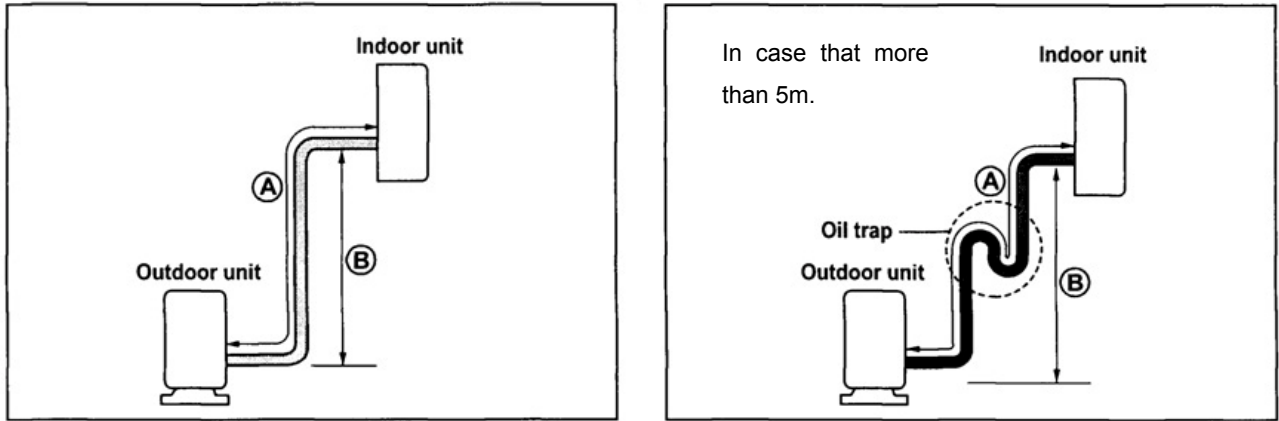 Indoor unit
A
B
Outdoor unit
In case that more
than 5m.
Indoor unit
A
Oil trap
Outdoor unit
B